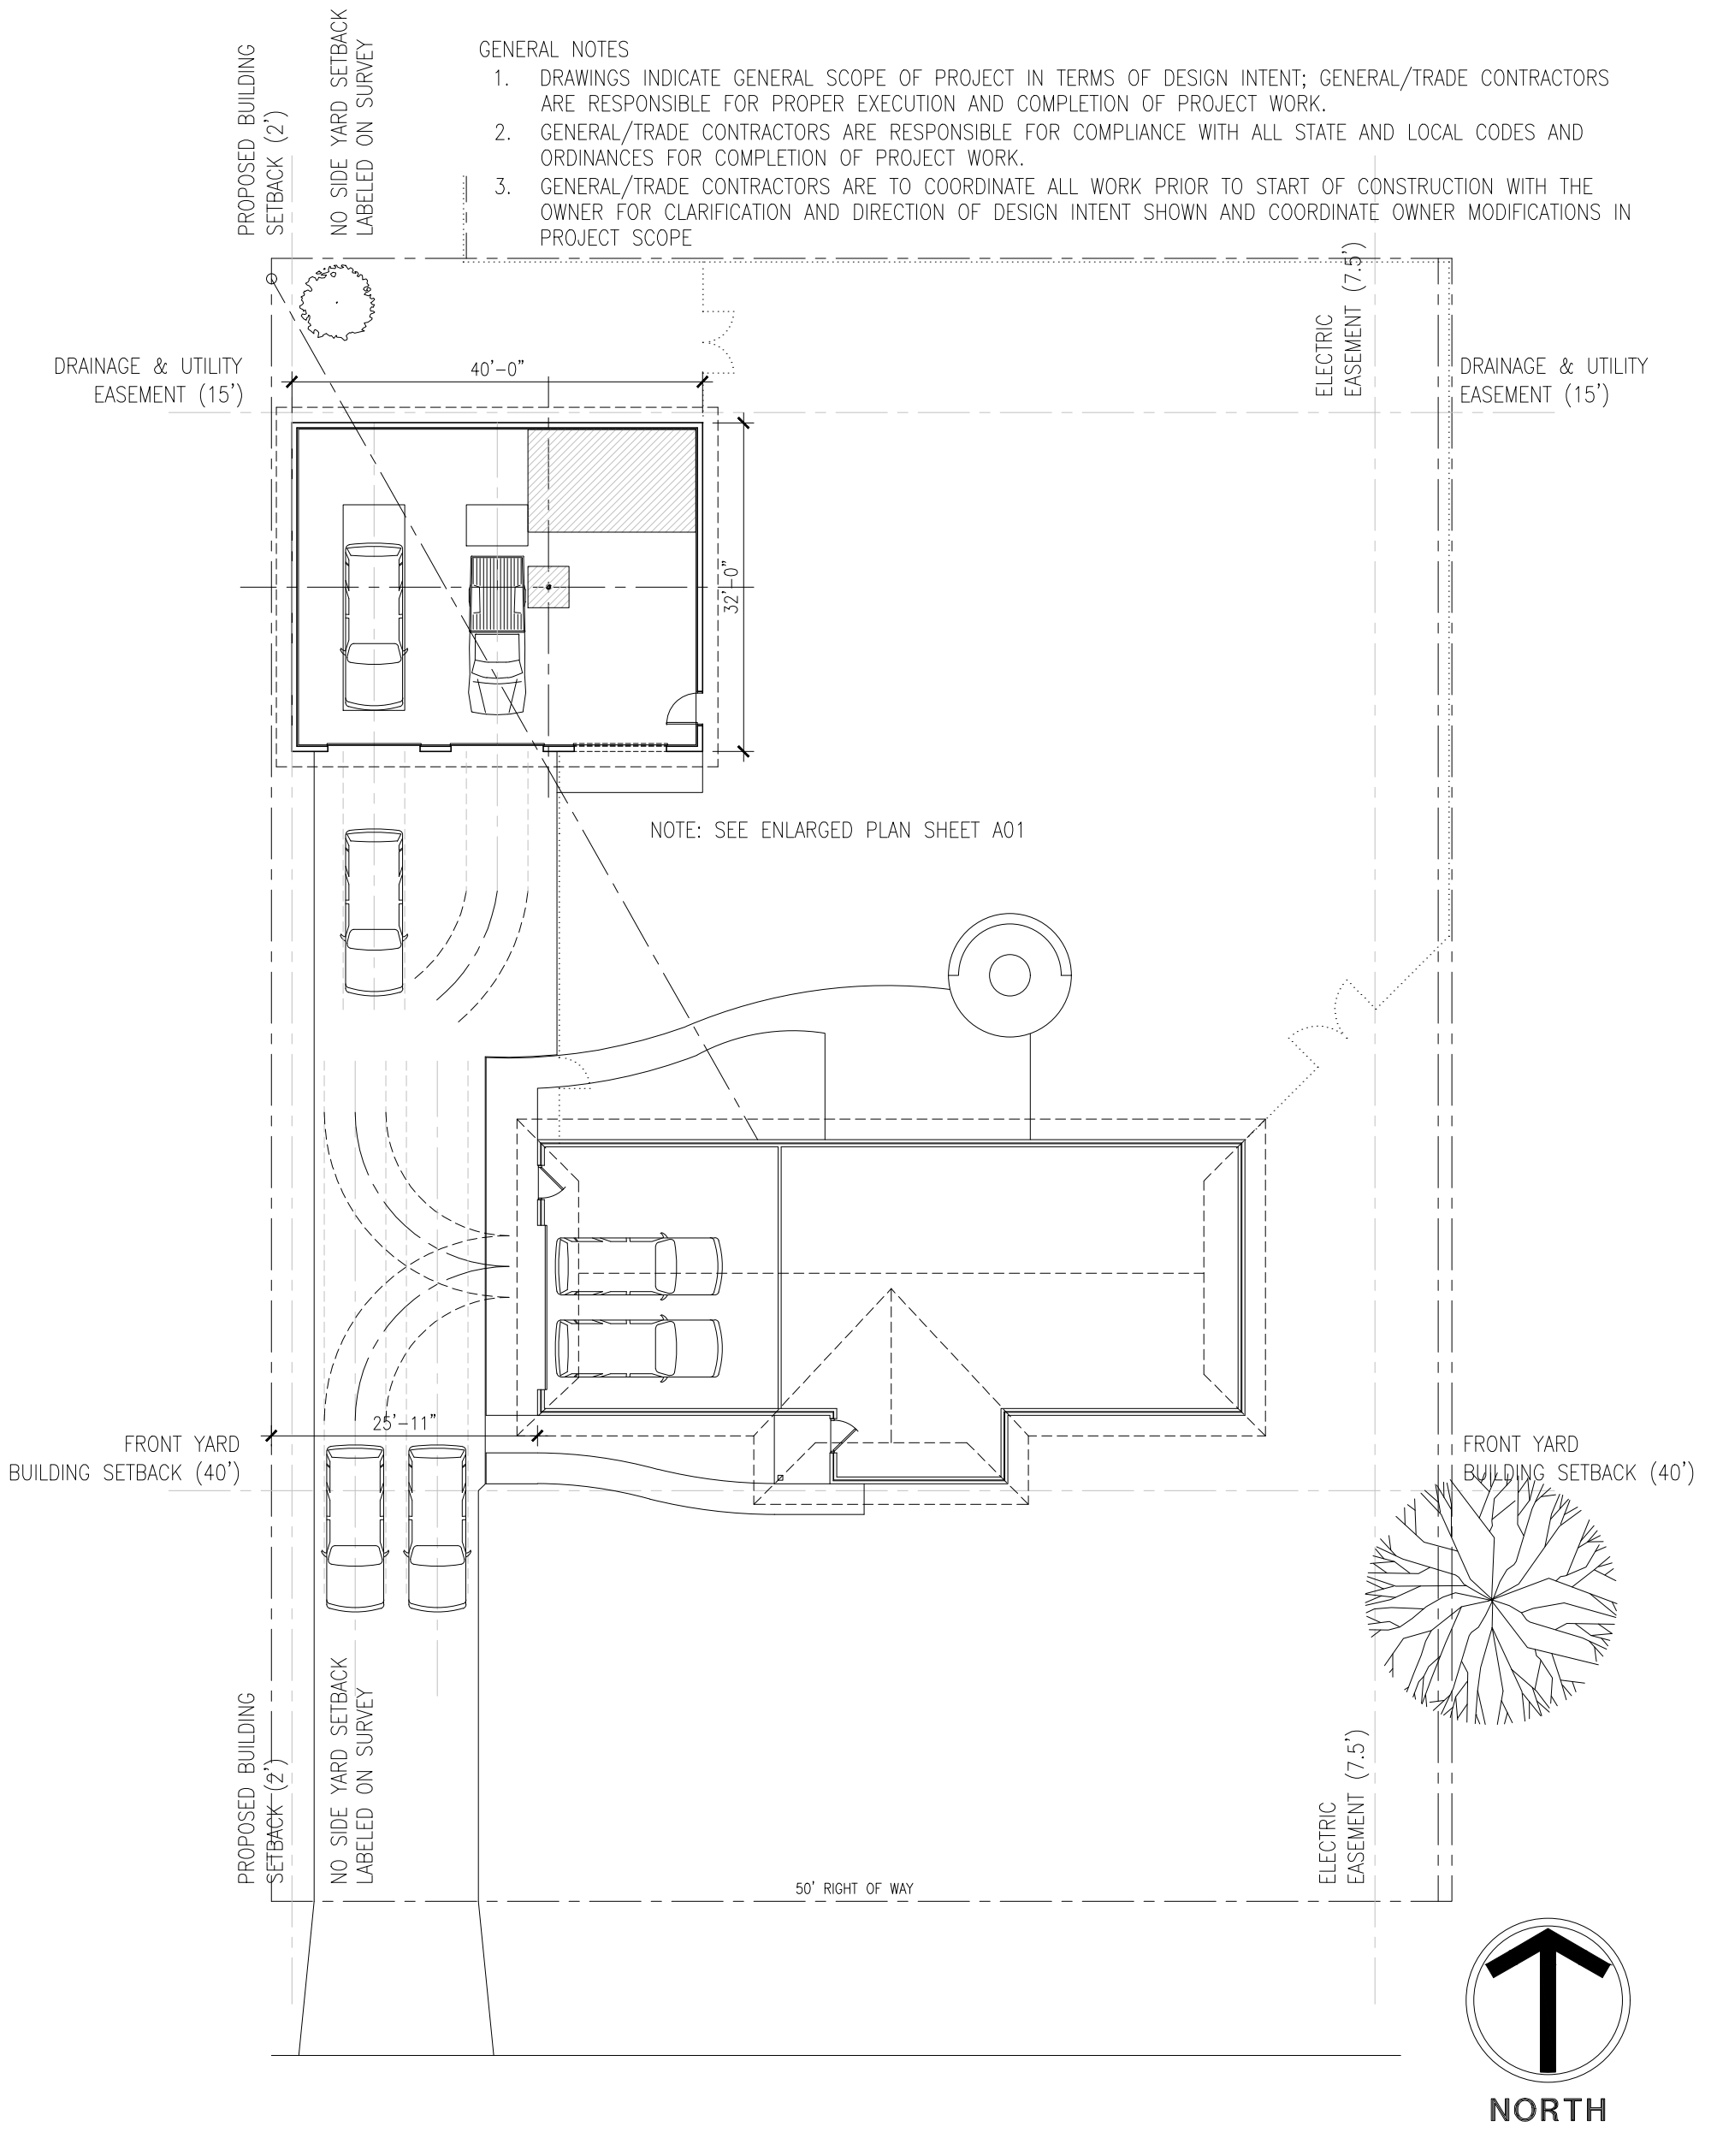 PROPOSED BUILDING
SETBACK (2')
NO SIDE YARD SETBACK
LABELED ON SURVEY
GENERAL NOTES
1. DRAWINGS INDICATE GENERAL SCOPE OF PROJECT IN TERMS OF DESIGN INTENT; GENERAL/TRADE CONTRACTORS
ARE RESPONSIBLE FOR PROPER EXECUTION AND COMPLETION OF PROJECT WORK.
2. GENERAL/TRADE CONTRACTORS ARE RESPONSIBLE FOR COMPLIANCE WITH ALL STATE AND LOCAL CODES AND
ORDINANCES FOR COMPLETION OF PROJECT WORK.
3. GENERAL/TRADE CONTRACTORS ARE TO COORDINATE ALL WORK PRIOR TO START OF CONSTRUCTION WITH THE
OWNER FOR CLARIFICATION AND DIRECTION OF DESIGN INTENT SHOWN AND COORDINATE OWNER MODIFICATIONS IN
PROJECT SCOPE
ELECTRIC
EASEMENT (7.5')
DRAINAGE & UTILITY
EASEMENT (15')
40'-0"
DRAINAGE & UTILITY
EASEMENT (15')
32'-0"
NOTE: SEE ENLARGED PLAN SHEET A01
25'-11"
FRONT YARD
BUILDING SETBACK (40')
FRONT YARD
BUILDING SETBACK (40')
PROPOSED BUILDING
SETBACK (2')
NO SIDE YARD SETBACK
LABELED ON SURVEY
ELECTRIC
EASEMENT (7.5')
50' RIGHT OF WAY
NORTH